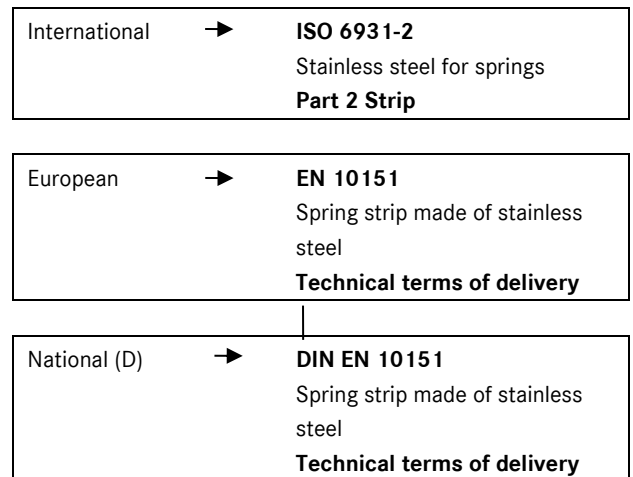 International → ISO 6931-2
Stainless steel for springs
Part 2 Strip
European → EN 10151
Spring strip made of stainless
steel
Technical terms of delivery
National (D) → DIN EN 10151
Spring strip made of stainless
steel
Technical terms of delivery